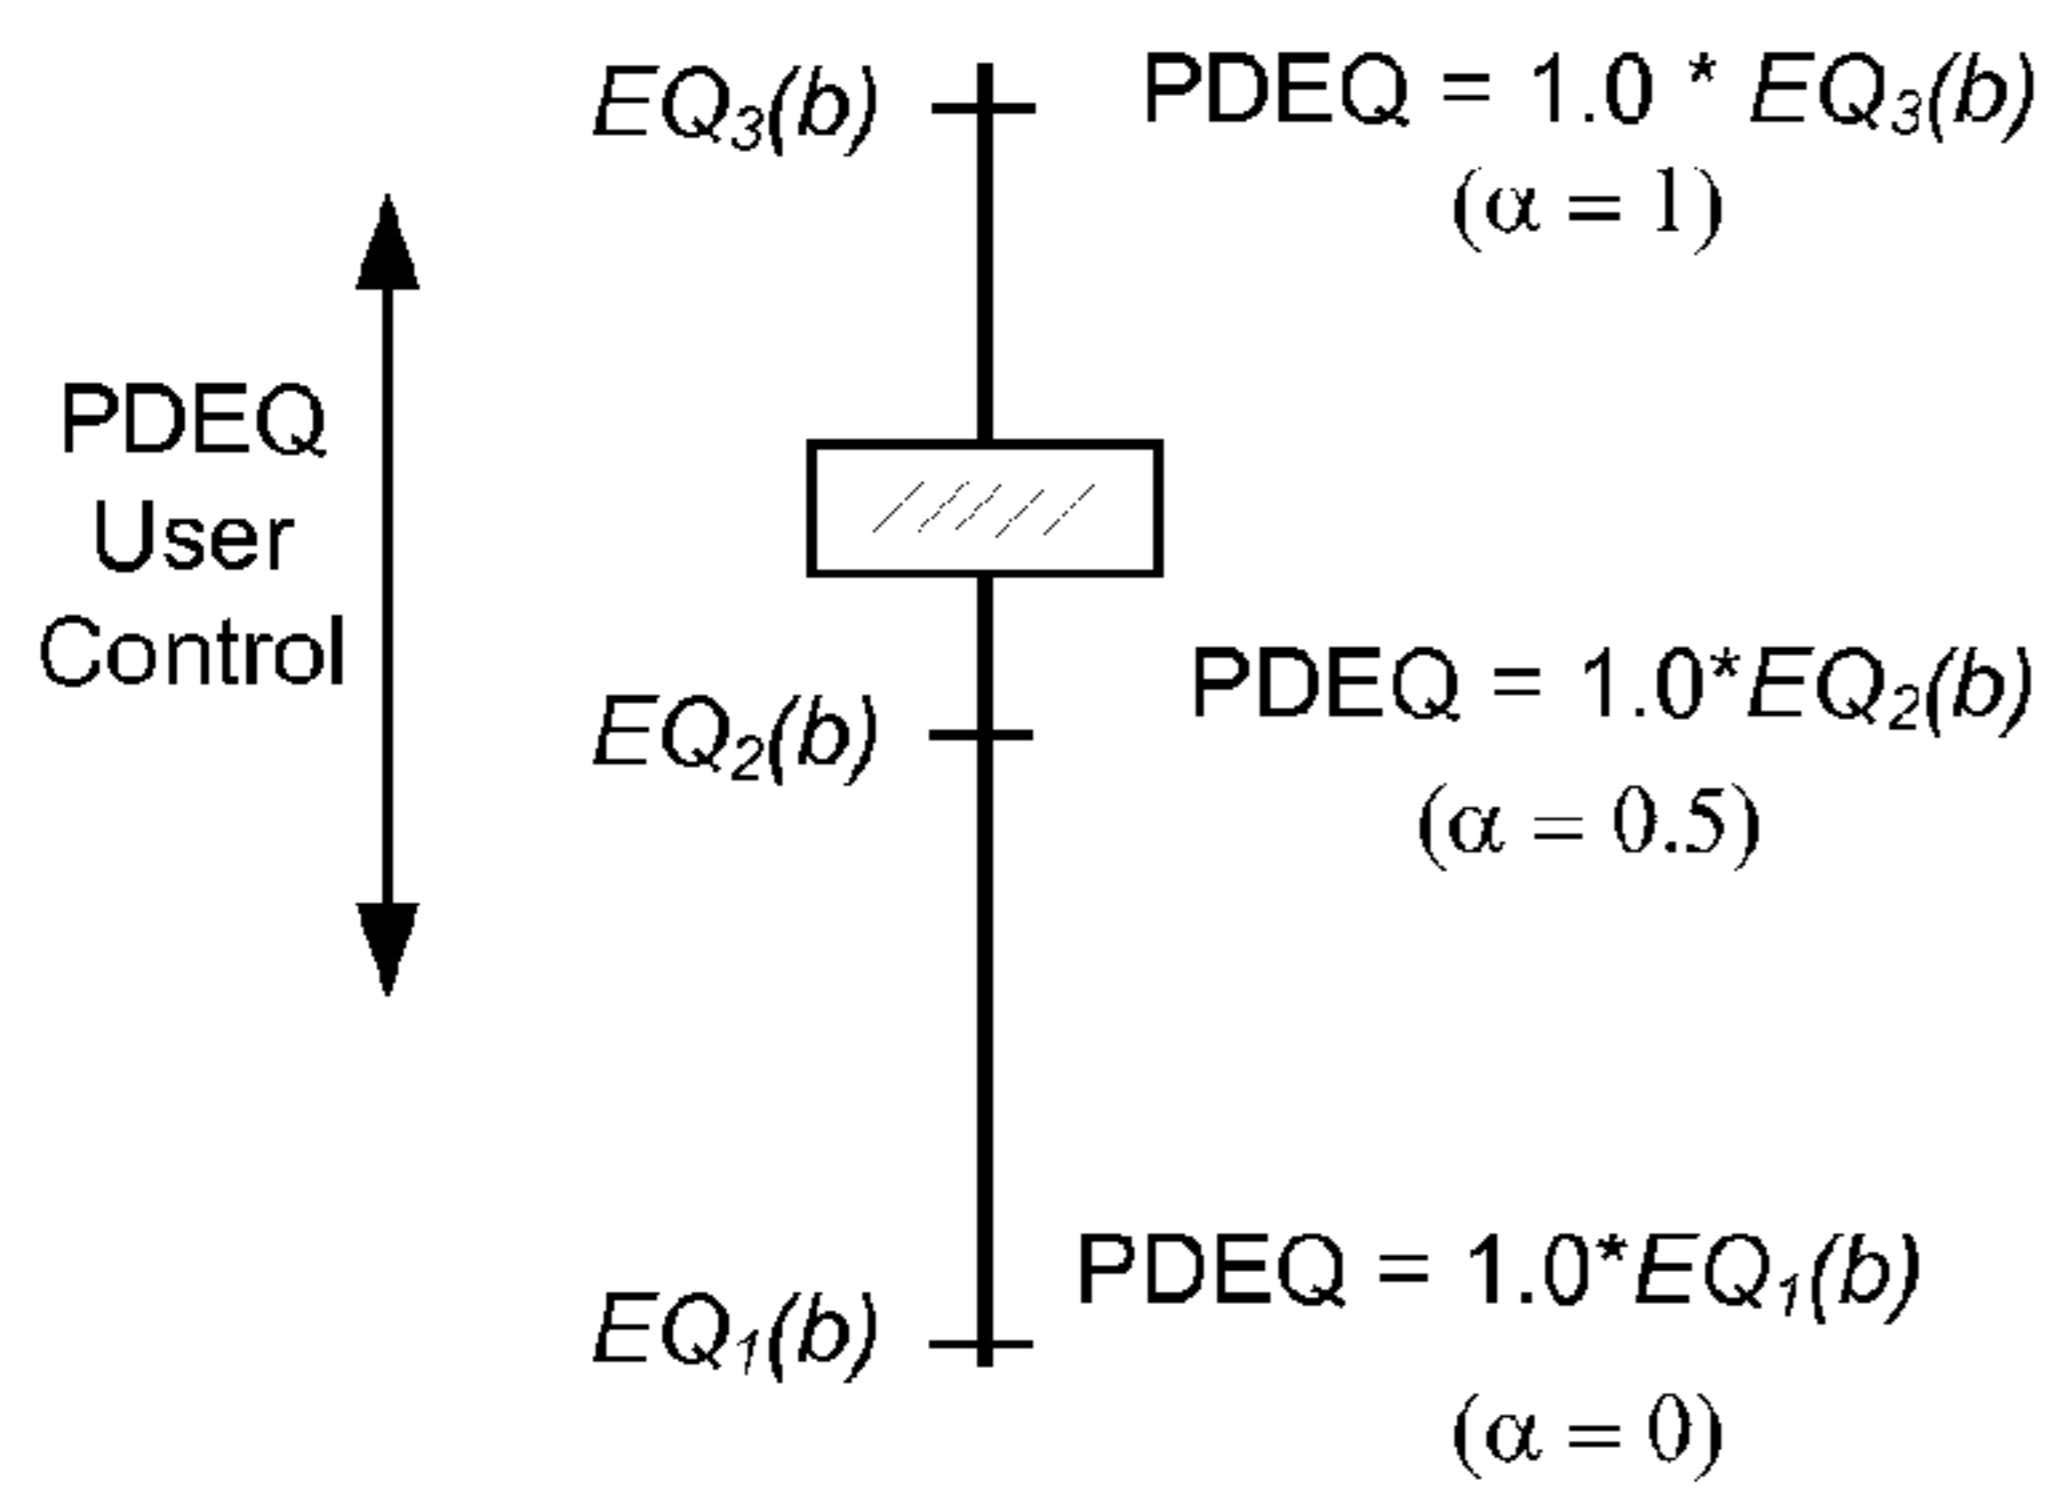 EQ₃(b)
PDEQ = 1.0 * EQ₃(b)
(α = 1)
PDEQ
User
Control
EQ₂(b)
PDEQ = 1.0*EQ₂(b)
(α = 0.5)
EQ₁(b)
PDEQ = 1.0*EQ₁(b)
(α = 0)